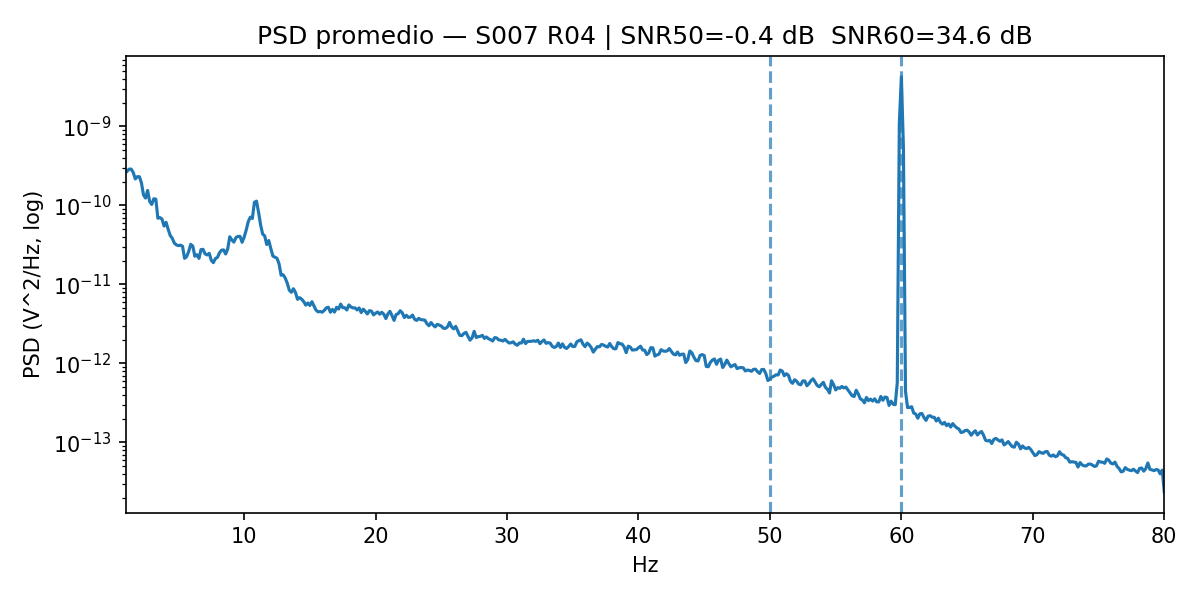 PSD promedio — S007 R04 | SNR50=-0.4 dB  SNR60=34.6 dB
PSD (V^2/Hz, log)
10⁻⁹
10⁻¹⁰
10⁻¹¹
10⁻¹²
10⁻¹³
10 20 30 40 50 60 70 80
Hz